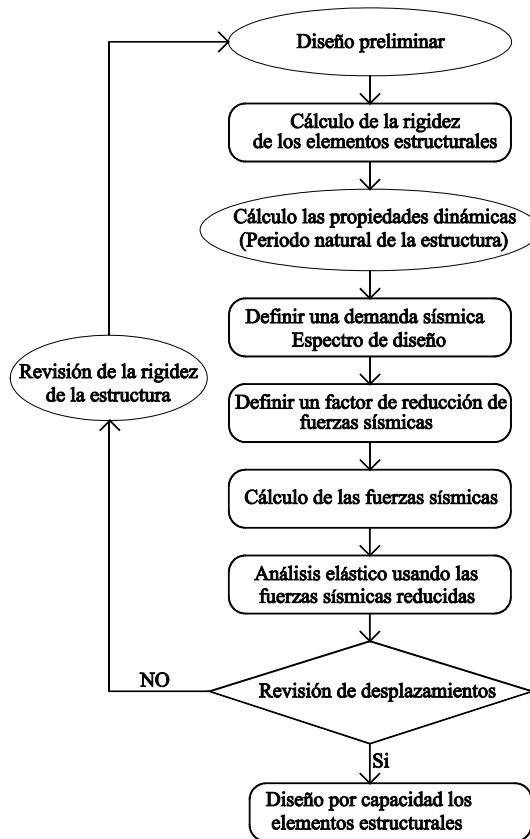 Diseño preliminar
Cálculo de la rigidez
de los elementos estructurales
Cálculo las propiedades dinámicas
(Periodo natural de la estructura)
Definir una demanda sísmica
Espectro de diseño
Revisión de la rigidez
de la estructura
Definir un factor de reducción de
fuerzas sísmicas
Cálculo de las fuerzas sísmicas
Análisis elástico usando las
fuerzas sísmicas reducidas
Revisión de desplazamientos
NO
Si
Diseño por capacidad los
elementos estructurales